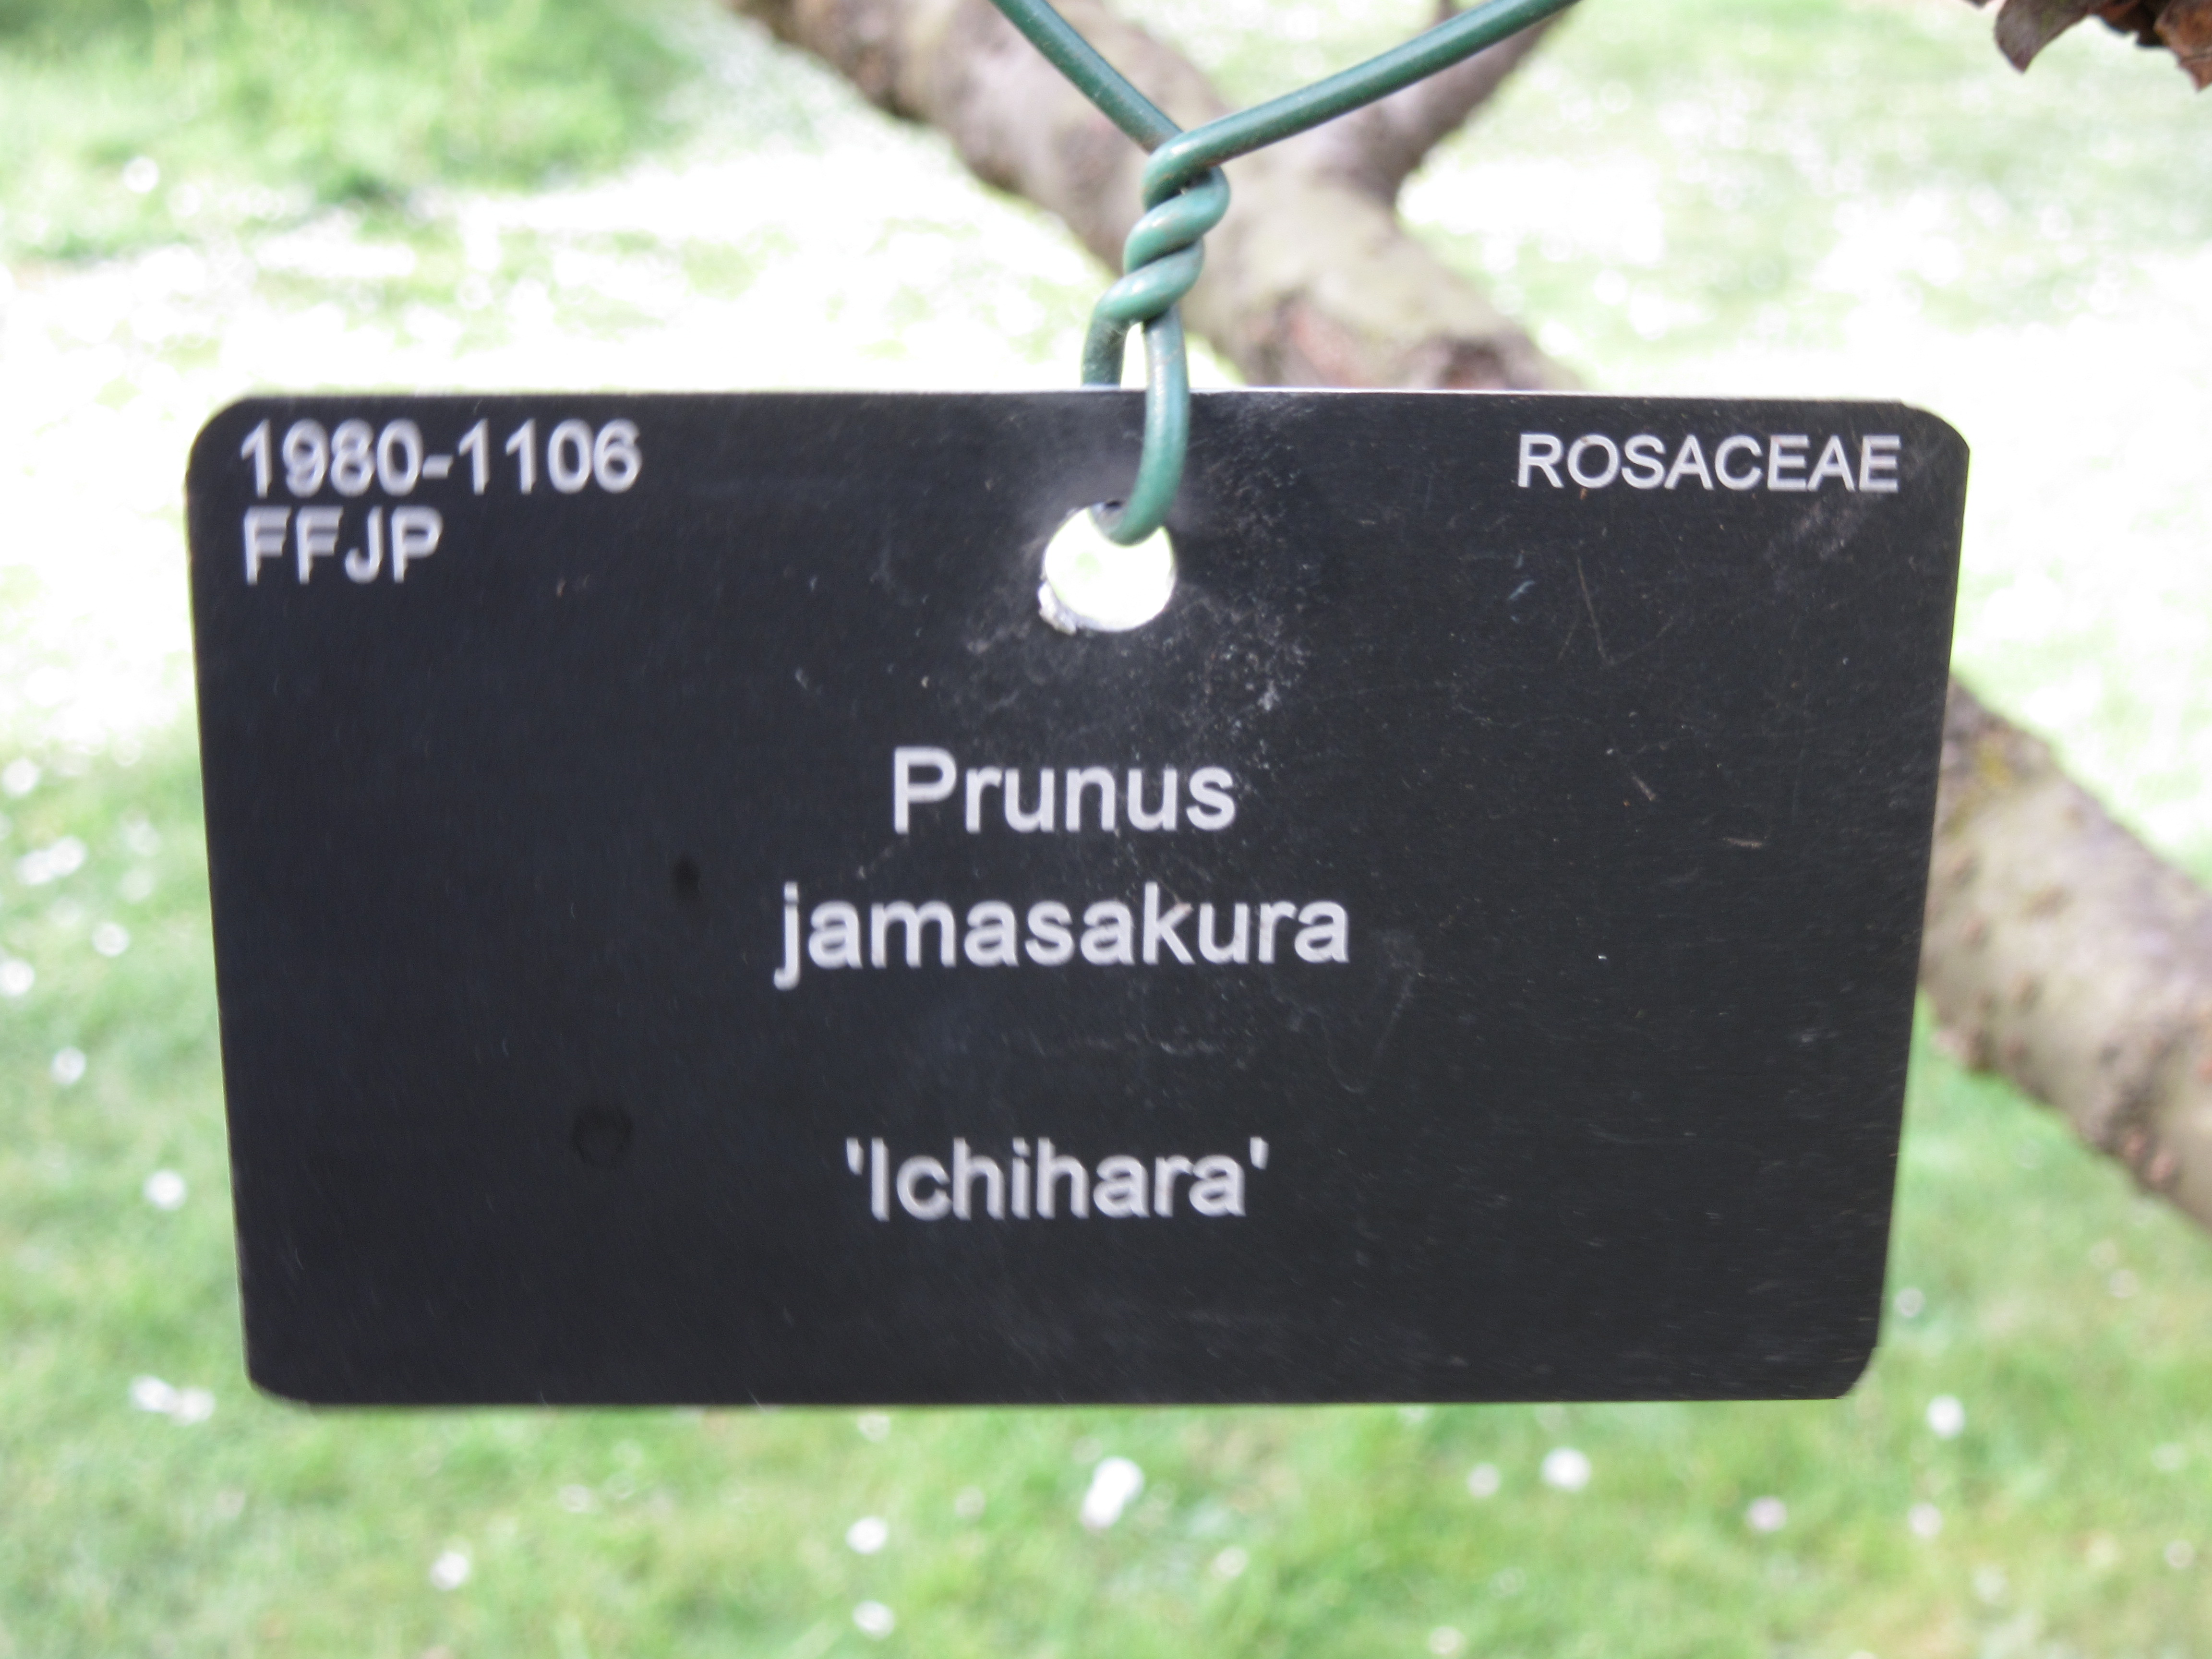 1980-1106
ROSACEAE
FFJP
Prunus
jamasakura
'Ichihara'